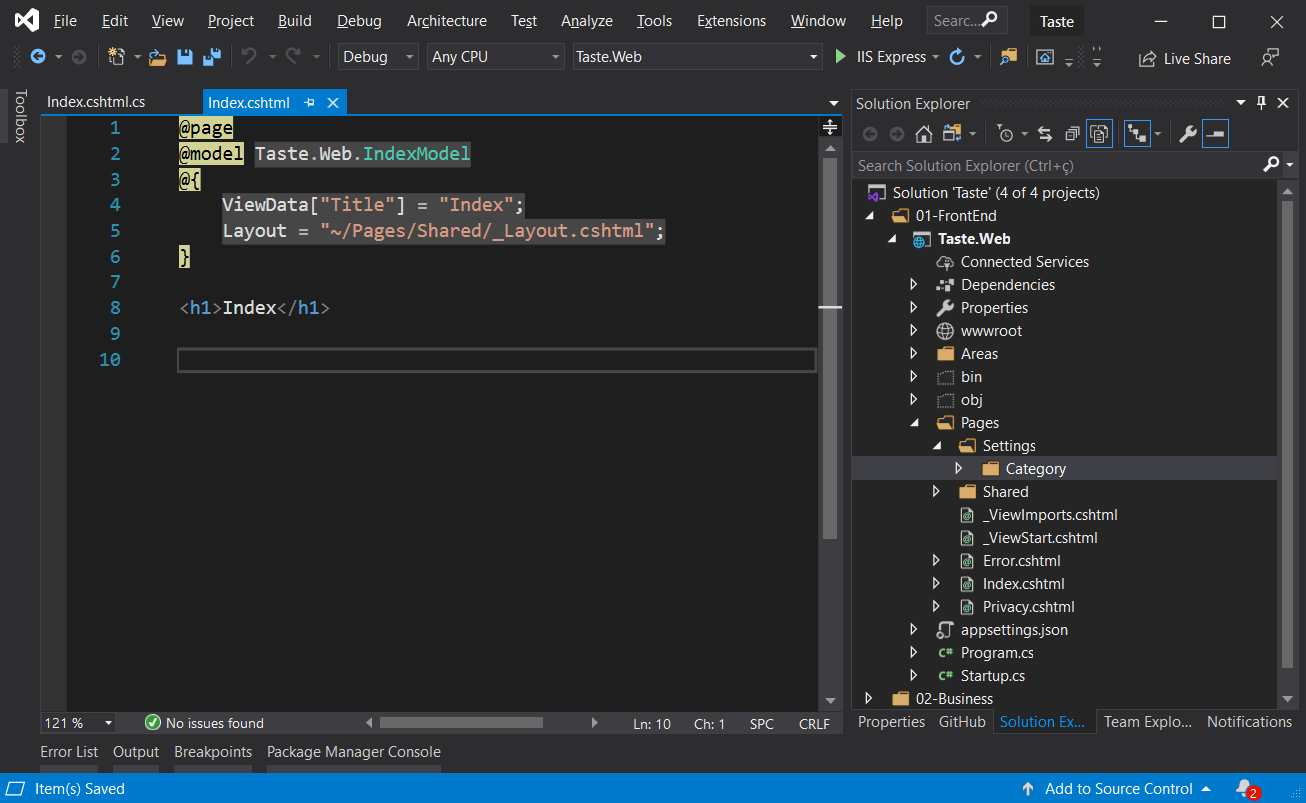 File Edit View Project Build Debug Architecture Test Analyze Tools Extensions Window Help Searc... Taste
Debug Any CPU Taste.Web IIS Express Live Share
Toolbox
Index.cshtml.cs Index.cshtml
1 @page
2 @model Taste.Web.IndexModel
3 @{
4 ViewData["Title"] = "Index";
5 Layout = "~/Pages/Shared/_Layout.cshtml";
6 }
7
8 <h1>Index</h1>
9
10
121 % No issues found Ln: 10 Ch: 1 SPC CRLF
Solution Explorer
Search Solution Explorer (Ctrl+ç)
Solution 'Taste' (4 of 4 projects)
01-FrontEnd
Taste.Web
Connected Services
Dependencies
Properties
wwwroot
Areas
bin
obj
Pages
Settings
Category
Shared
_ViewImports.cshtml
_ViewStart.cshtml
Error.cshtml
Index.cshtml
Privacy.cshtml
appsettings.json
C# Program.cs
C# Startup.cs
02-Business
Properties GitHub Solution Ex... Team Explo... Notifications
Error List Output Breakpoints Package Manager Console
Item(s) Saved Add to Source Control 2